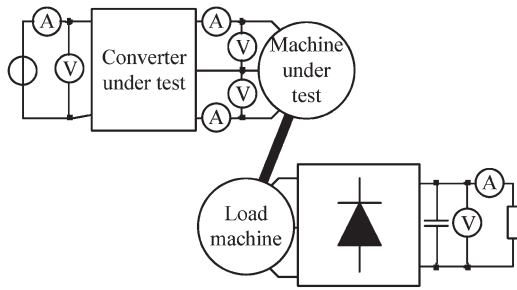 A
A
V
Converter
under test
V
V
A
Machine
under
test
Load
machine
A
V